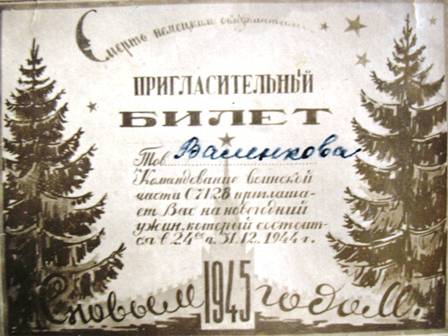 Смерть немецким оккупантам!
ПРИГЛАСИТЕЛЬНЫЙ
БИЛЕТ
Тов. Валенкова
Командование воинской
части 07128 приглаша-
ет Вас на новогодний
ужин, который состоит-
ся в 24 ч. 31.12.1944 г.
С новым 1945 годом!